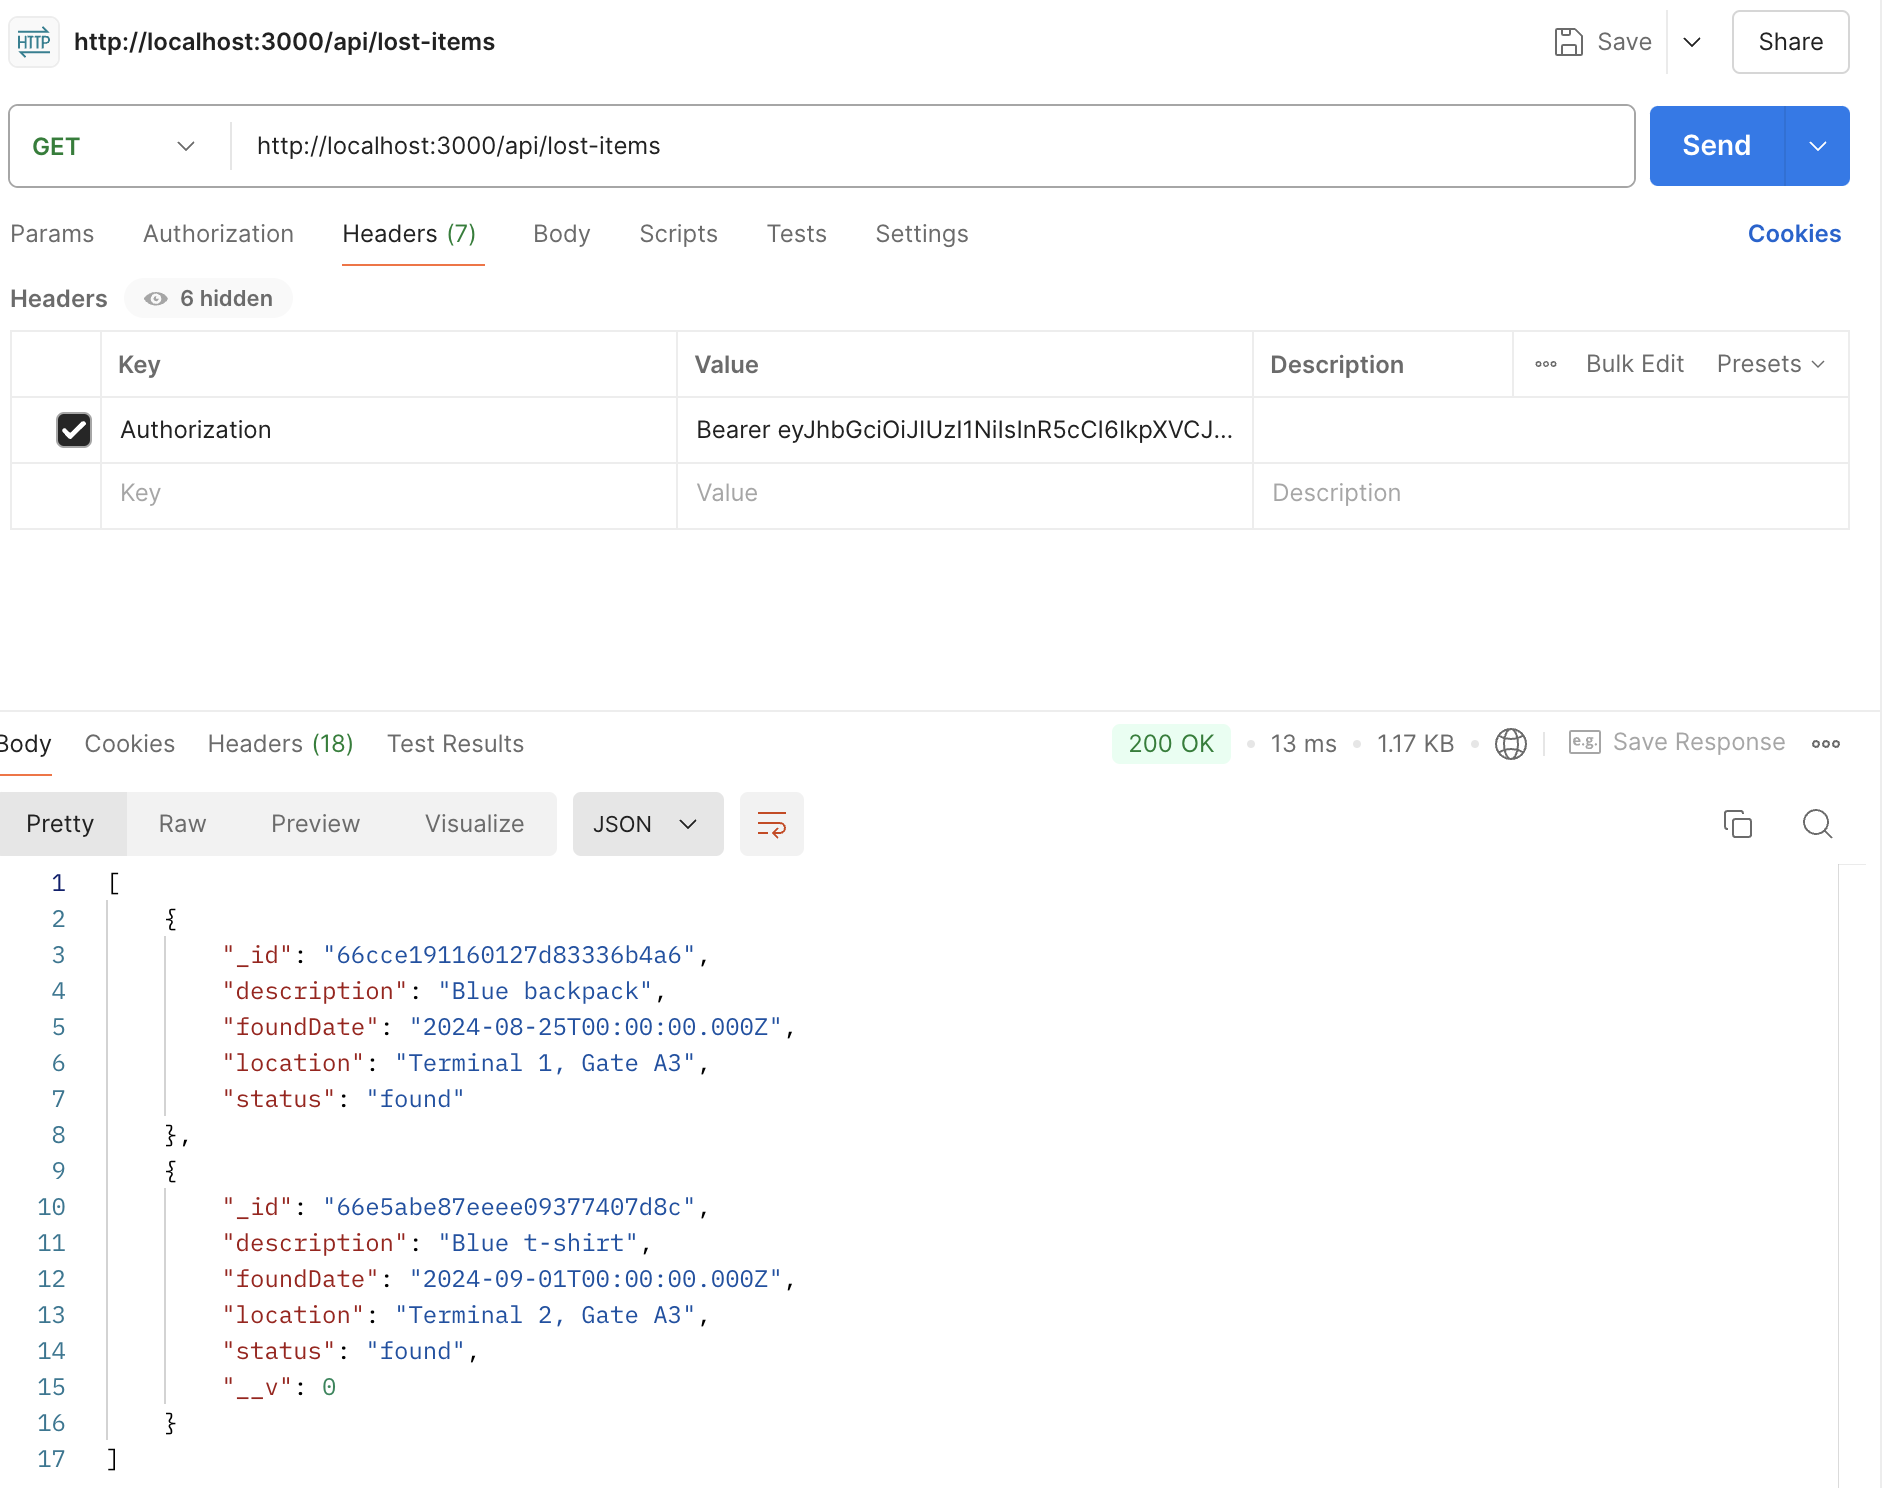 HTTP http://localhost:3000/api/lost-items Save Share
GET http://localhost:3000/api/lost-items Send
Params Authorization Headers (7) Body Scripts Tests Settings Cookies
Headers 6 hidden
Key Value Description Bulk Edit Presets
Authorization Bearer eyJhbGciOiJIUzI1NiIsInR5cCI6IkpXVCJ...
Key Value Description
Body Cookies Headers (18) Test Results 200 OK 13 ms 1.17 KB e.g. Save Response
Pretty Raw Preview Visualize JSON
1 [
2 {
3 "_id": "66cce191160127d83336b4a6",
4 "description": "Blue backpack",
5 "foundDate": "2024-08-25T00:00:00.000Z",
6 "location": "Terminal 1, Gate A3",
7 "status": "found"
8 },
9 {
10 "_id": "66e5abe87eeee09377407d8c",
11 "description": "Blue t-shirt",
12 "foundDate": "2024-09-01T00:00:00.000Z",
13 "location": "Terminal 2, Gate A3",
14 "status": "found",
15 "__v": 0
16 }
17 ]